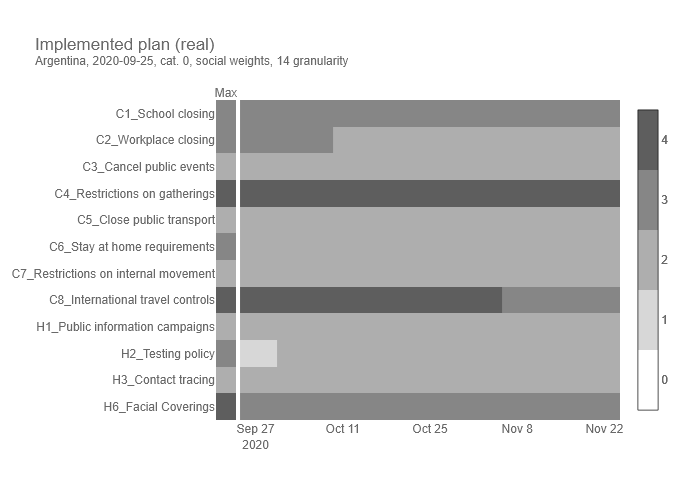 Implemented plan (real)
Argentina, 2020-09-25, cat. 0, social weights, 14 granularity
Max
C1_School closing
C2_Workplace closing
C3_Cancel public events
C4_Restrictions on gatherings
C5_Close public transport
C6_Stay at home requirements
C7_Restrictions on internal movement
C8_International travel controls
H1_Public information campaigns
H2_Testing policy
H3_Contact tracing
H6_Facial Coverings
Sep 27 Oct 11 Oct 25 Nov 8 Nov 22
2020
4
3
2
1
0